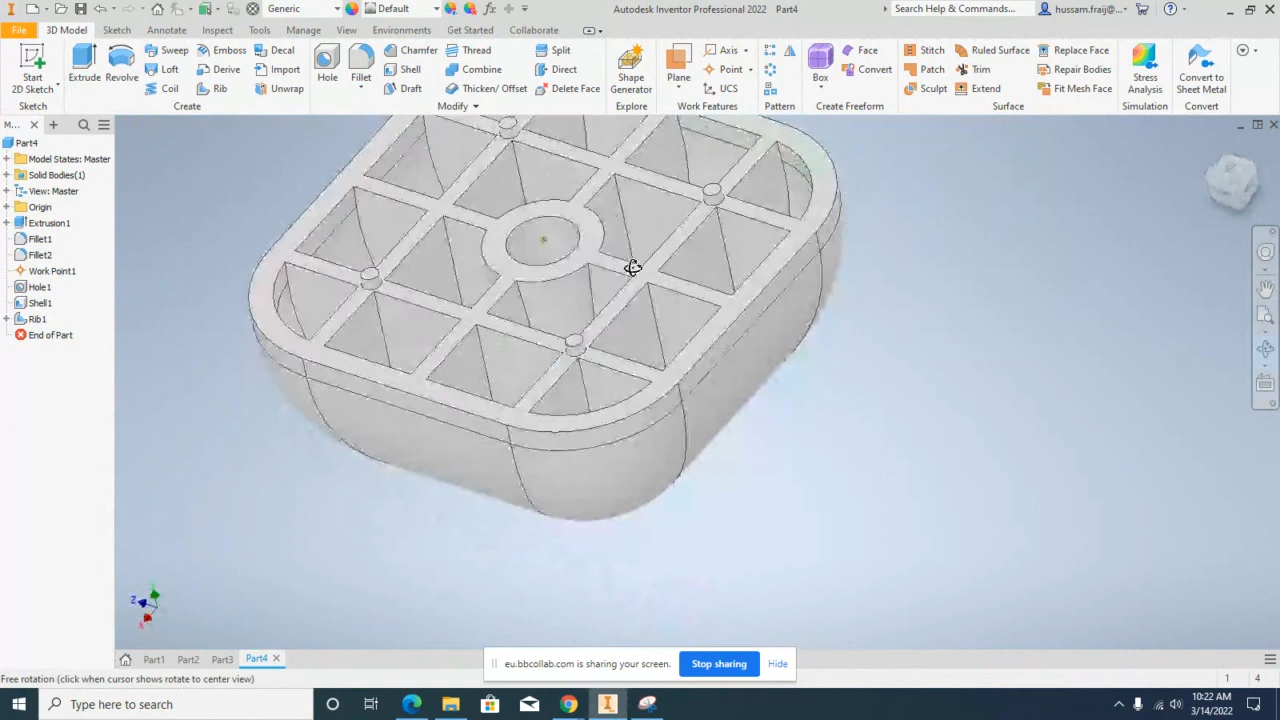 Generic
Default
Autodesk Inventor Professional 2022 Part4
Search Help & Commands...
hussam.fraij@...
File 3D Model Sketch Annotate Inspect Tools Manage View Environments Get Started Collaborate
Start
2D Sketch
Sketch
Extrude
Revolve
Sweep
Loft
Coil
Emboss
Derive
Rib
Decal
Import
Unwrap
Create
Hole
Fillet
Chamfer
Shell
Draft
Thread
Combine
Thicken/ Offset
Split
Direct
Delete Face
Modify
Shape
Generator
Explore
Plane
Axis
Point
UCS
Work Features
Pattern
Box
Face
Convert
Create Freeform
Stitch
Patch
Sculpt
Ruled Surface
Trim
Extend
Replace Face
Repair Bodies
Fit Mesh Face
Surface
Stress
Analysis
Simulation
Convert to
Sheet Metal
Convert
M...
Part4
Model States: Master
Solid Bodies(1)
View: Master
Origin
Extrusion1
Fillet1
Fillet2
Work Point1
Hole1
Shell1
Rib1
End of Part
Z
Part1 Part2 Part3 Part4
eu.bbcollab.com is sharing your screen.
Stop sharing
Hide
Free rotation (click when cursor shows rotate to center view)
1 4
Type here to search
10:22 AM
3/14/2022